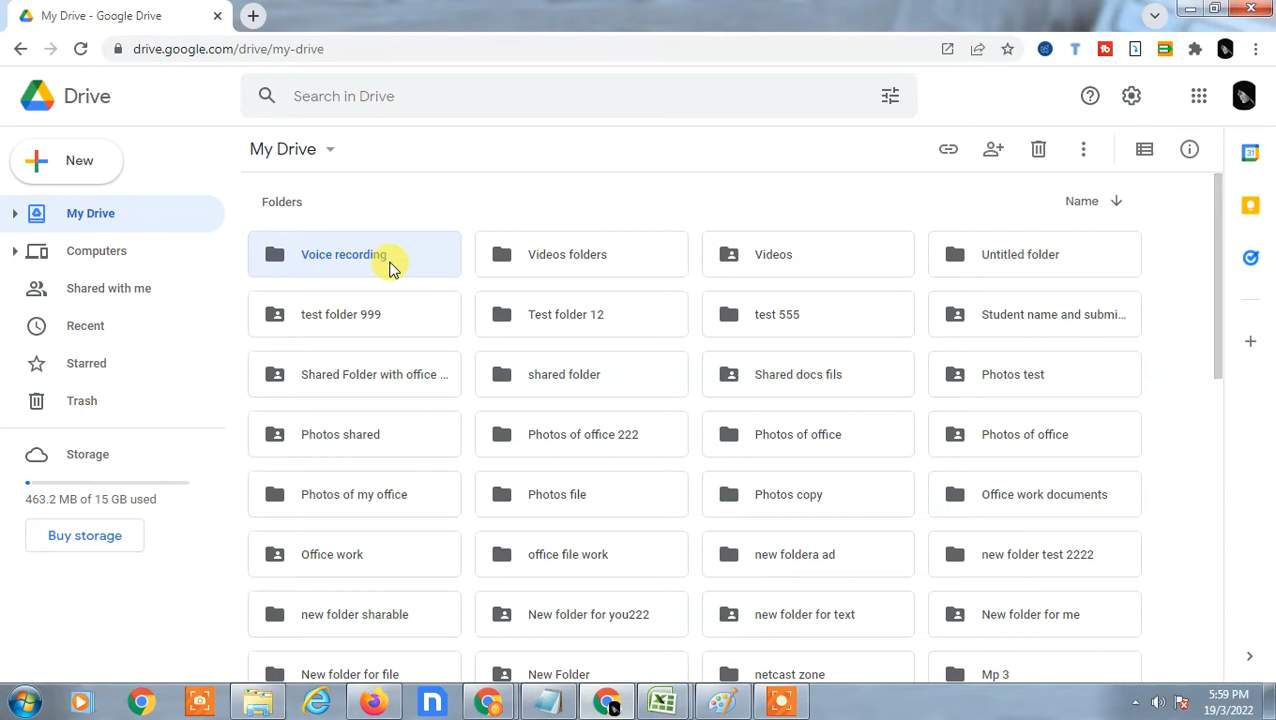 My Drive - Google Drive
drive.google.com/drive/my-drive
Drive
Search in Drive
New
My Drive
My Drive
Computers
Shared with me
Recent
Starred
Trash
Storage
463.2 MB of 15 GB used
Buy storage
Folders
Name
Voice recording
Videos folders
Videos
Untitled folder
test folder 999
Test folder 12
test 555
Student name and submi...
Shared Folder with office ...
shared folder
Shared docs fils
Photos test
Photos shared
Photos of office 222
Photos of office
Photos of office
Photos of my office
Photos file
Photos copy
Office work documents
Office work
office file work
new foldera ad
new folder test 2222
new folder sharable
New folder for you222
new folder for text
New folder for me
New folder for file
New Folder
netcast zone
Mp 3
31
5:59 PM
19/3/2022